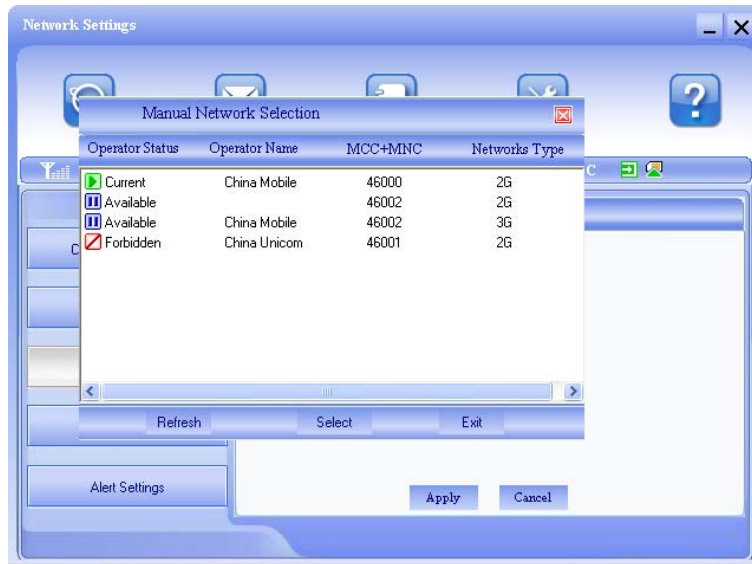 Network Settings
Manual Network Selection
Operator Status Operator Name MCC+MNC Networks Type
Current China Mobile 46000 2G
Available 46002 2G
Available China Mobile 46002 3G
Forbidden China Unicom 46001 2G
Refresh Select Exit
Alert Settings
Apply Cancel